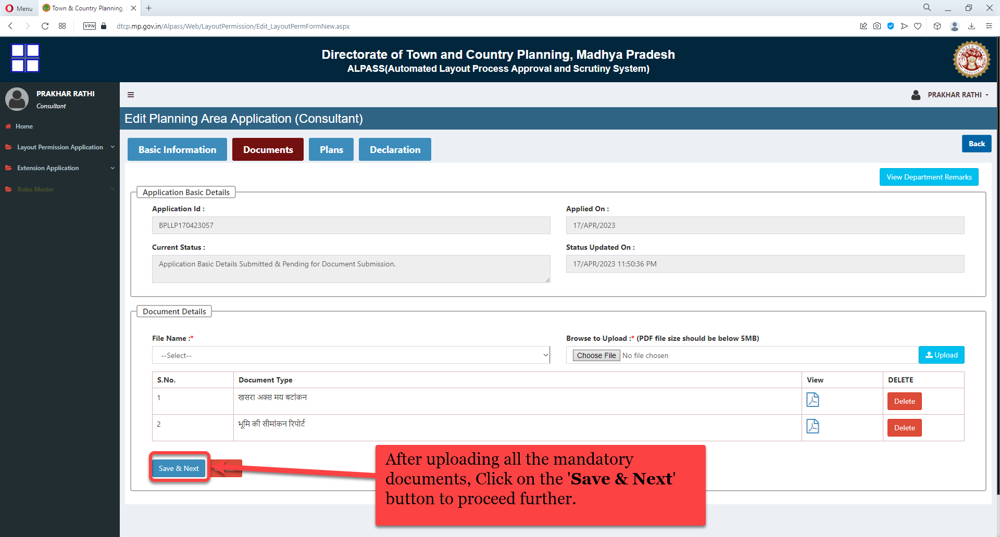 Menu
Town & Country Planning,
VPN
dtcp.mp.gov.in/Alpass/Web/LayoutPermission/Edit_LayoutPermFormNew.aspx
Directorate of Town and Country Planning, Madhya Pradesh
ALPASS(Automated Layout Process Approval and Scrutiny System)
PRAKHAR RATHI
Consultant
PRAKHAR RATHI
Home
Layout Permission Application
Extension Application
Rules Master
Edit Planning Area Application (Consultant)
Basic Information
Documents
Plans
Declaration
Back
View Department Remarks
Application Basic Details
Application Id :
Applied On :
BPLLP170423057
17/APR/2023
Current Status :
Status Updated On :
Application Basic Details Submitted & Pending for Document Submission.
17/APR/2023 11:50:36 PM
Document Details
File Name :*
Browse to Upload :* (PDF file size should be below 5MB)
--Select--
Choose File No file chosen
Upload
S.No. Document Type View DELETE
1 खसरा अक्स मय बटांकन Delete
2 भूमि की सीमांकन रिपोर्ट Delete
Save & Next
After uploading all the mandatory
documents, Click on the 'Save & Next'
button to proceed further.